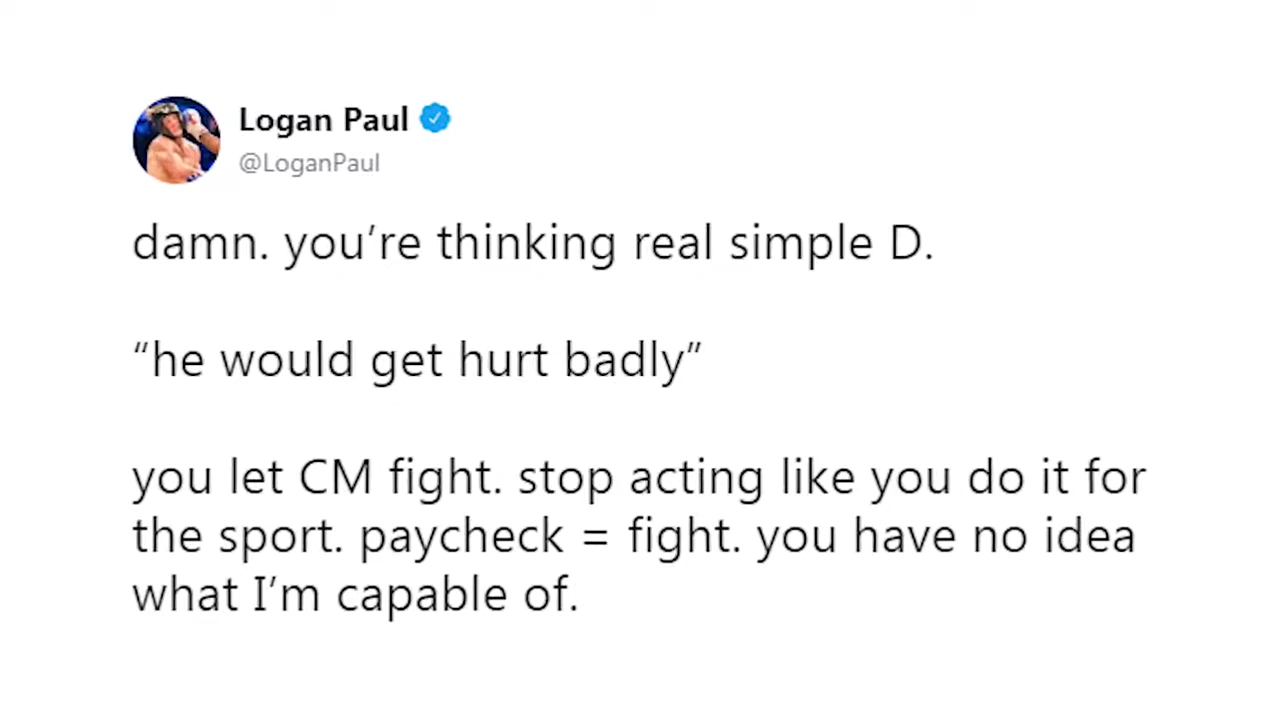 Logan Paul
@LoganPaul
damn. you’re thinking real simple D.
“he would get hurt badly”
you let CM fight. stop acting like you do it for
the sport. paycheck = fight. you have no idea
what I’m capable of.